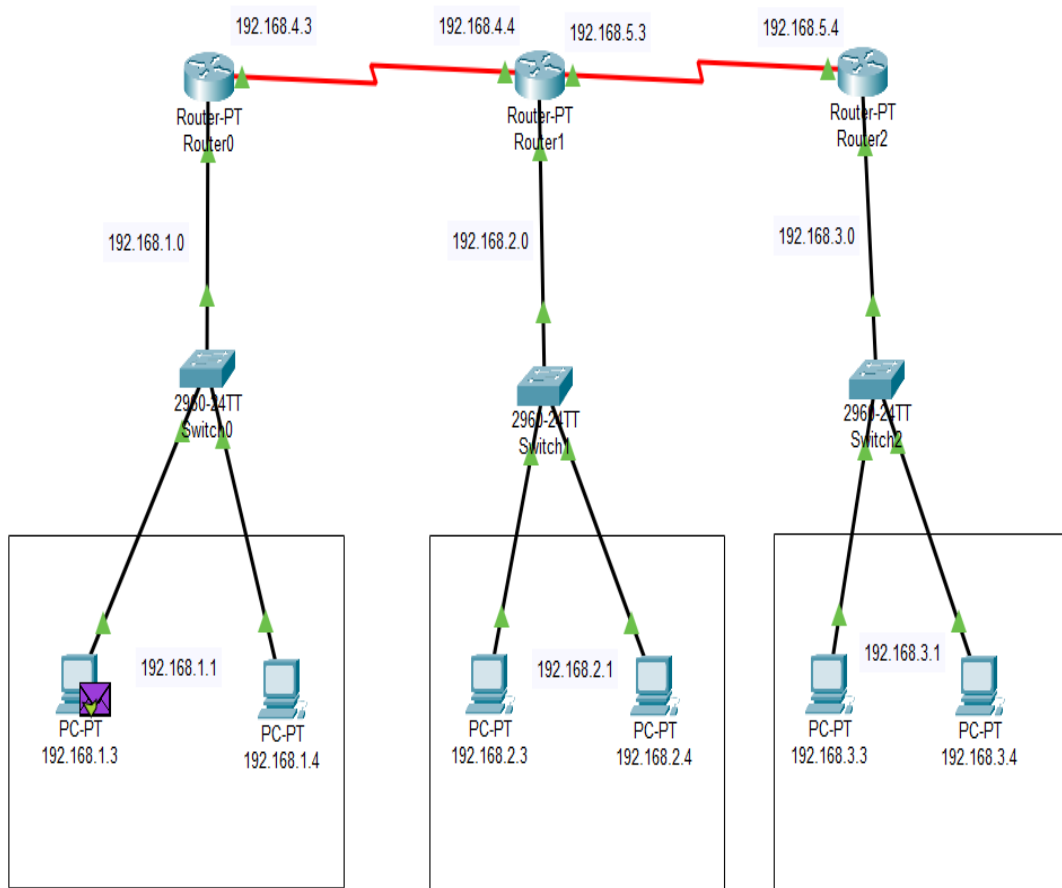 192.168.4.3
192.168.4.4
192.168.5.3
192.168.5.4
Router-PT
Router0
Router-PT
Router1
Router-PT
Router2
192.168.1.0
192.168.2.0
192.168.3.0
2960-24TT
Switch0
2960-24TT
Switch1
2960-24TT
Switch2
192.168.1.1
192.168.2.1
192.168.3.1
PC-PT
192.168.1.3
PC-PT
192.168.1.4
PC-PT
192.168.2.3
PC-PT
192.168.2.4
PC-PT
192.168.3.3
PC-PT
192.168.3.4